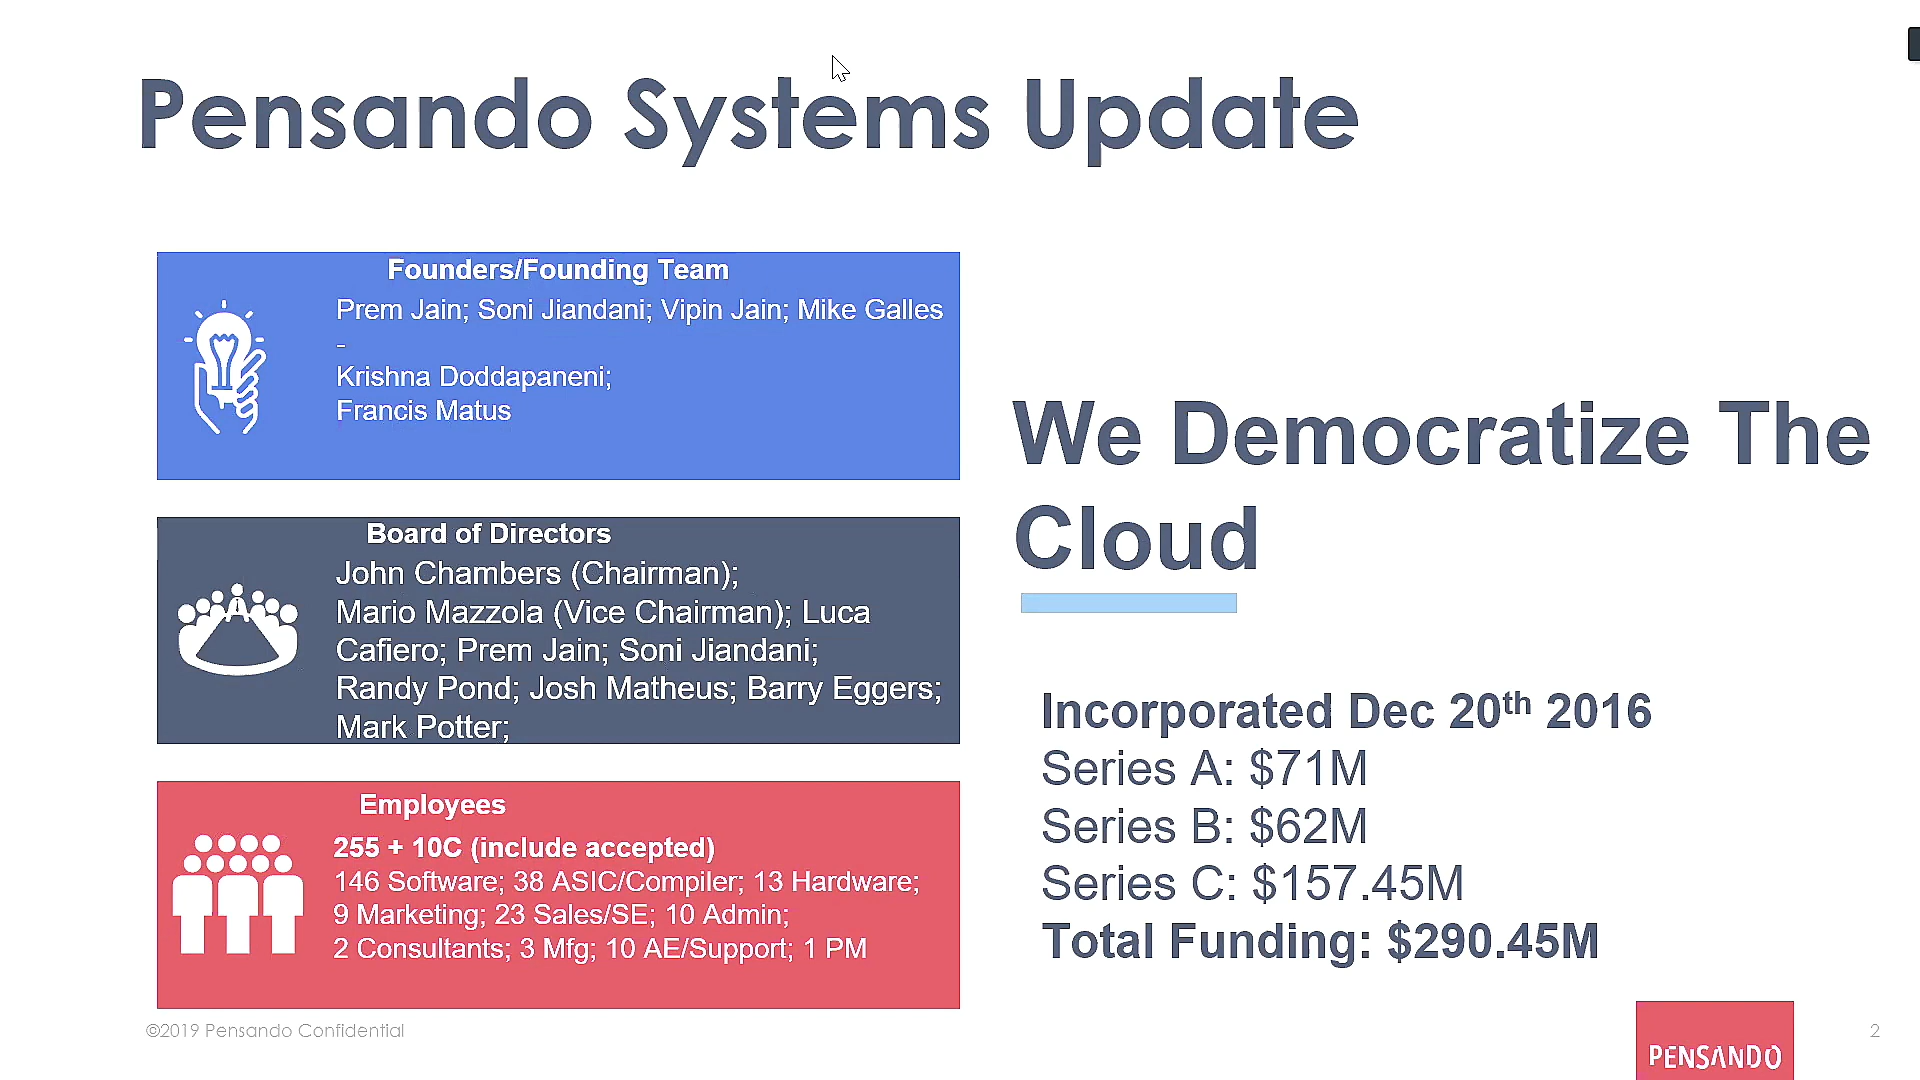 Pensando Systems Update
Founders/Founding Team
Prem Jain; Soni Jiandani; Vipin Jain; Mike Galles
-
Krishna Doddapaneni;
Francis Matus
Board of Directors
John Chambers (Chairman);
Mario Mazzola (Vice Chairman); Luca
Cafiero; Prem Jain; Soni Jiandani;
Randy Pond; Josh Matheus; Barry Eggers;
Mark Potter;
Employees
255 + 10C (include accepted)
146 Software; 38 ASIC/Compiler; 13 Hardware;
9 Marketing; 23 Sales/SE; 10 Admin;
2 Consultants; 3 Mfg; 10 AE/Support; 1 PM
We Democratize The
Cloud
Incorporated Dec 20th 2016
Series A: $71M
Series B: $62M
Series C: $157.45M
Total Funding: $290.45M
©2019 Pensando Confidential
PENSANDO
2